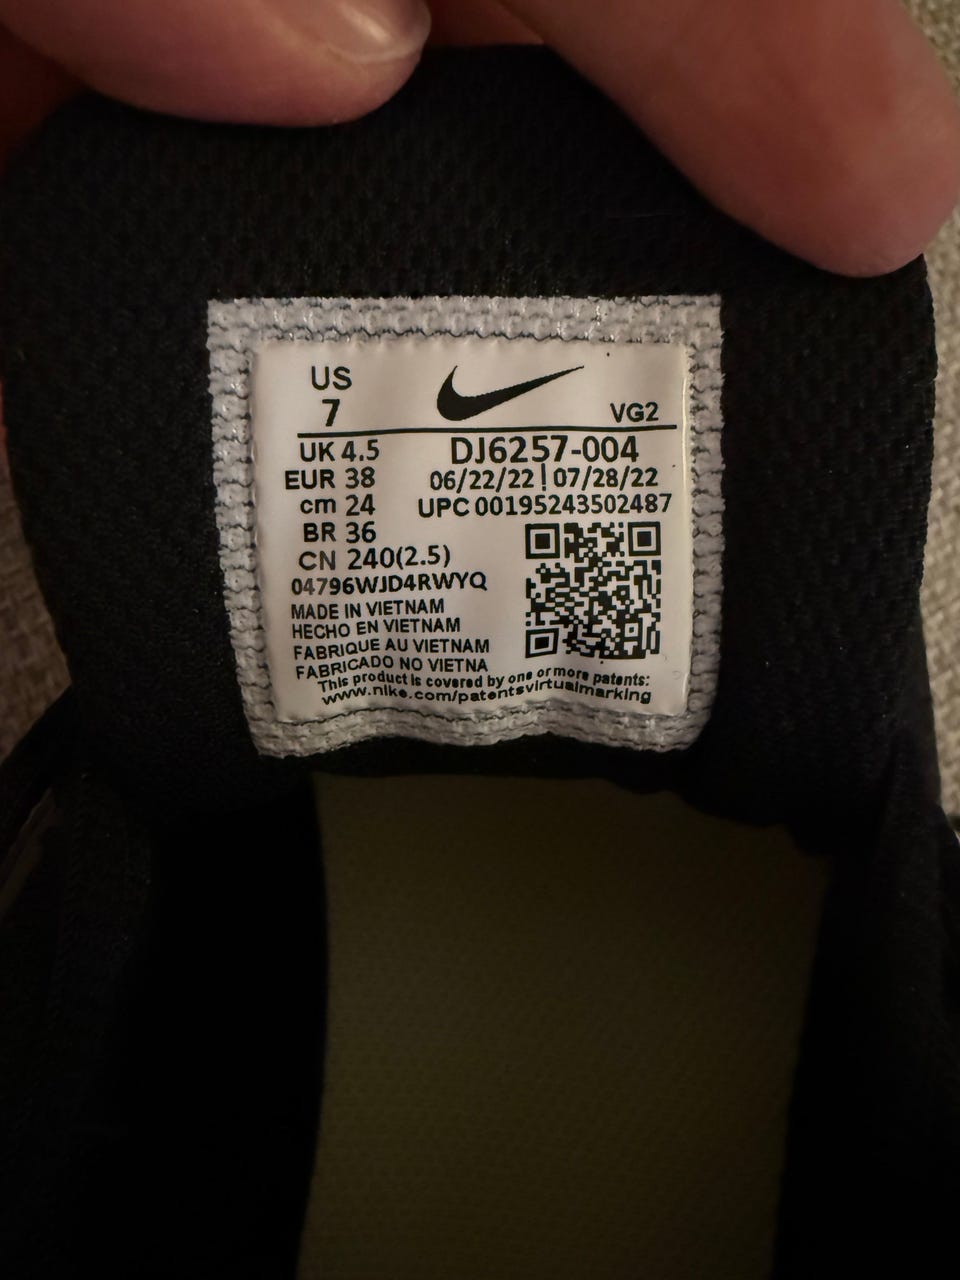 US
7
VG2
UK 4.5
EUR 38
cm 24
BR 36
CN 240(2.5)
04796WJD4RWYQ
MADE IN VIETNAM
HECHO EN VIETNAM
FABRIQUE AU VIETNAM
FABRICADO NO VIETNA
DJ6257-004
06/22/22 | 07/28/22
UPC 00195243502487
This product is covered by one or more patents:
www.nike.com/patentsvirtualmarking